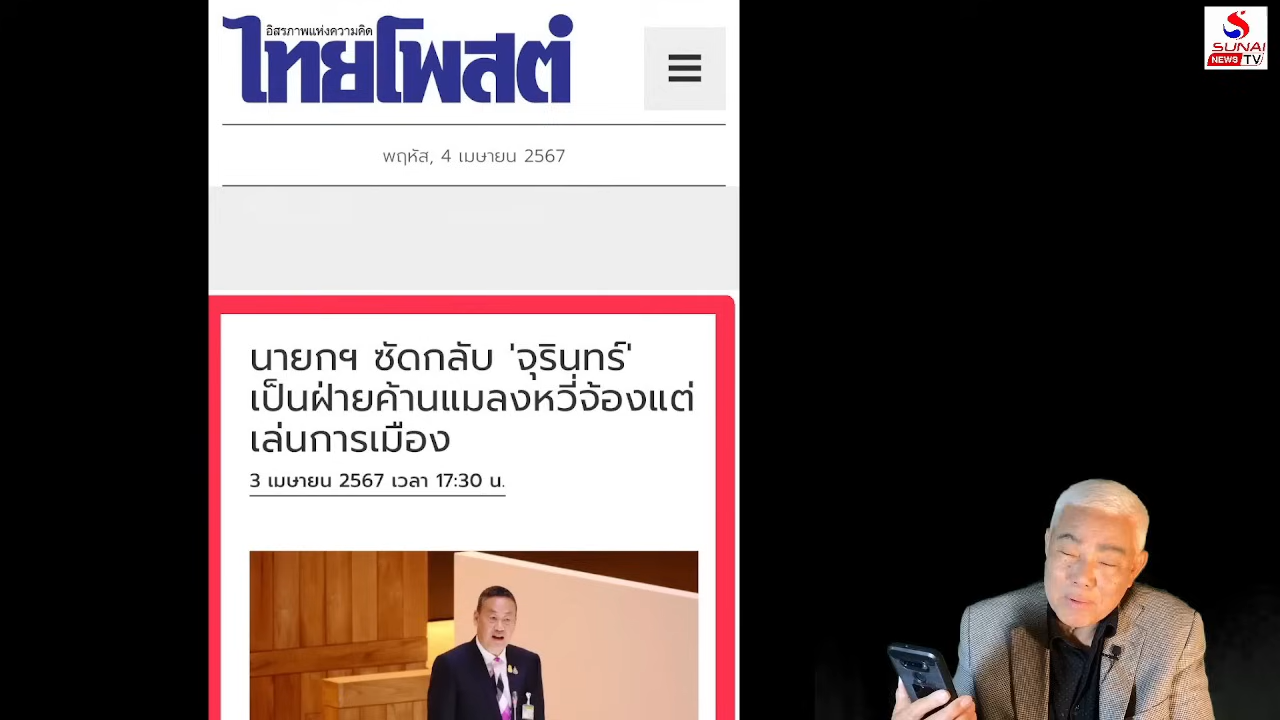 อิสรภาพแห่งความคิด
ไทยโพสต์
SUNAI
NEWS TV
พฤหัส, 4 เมษายน 2567
นายกฯ ซัดกลับ 'จุรินทร์'
เป็นฝ่ายค้านแมลงหวี่จ้องแต่
เล่นการเมือง
3 เมษายน 2567 เวลา 17:30 น.